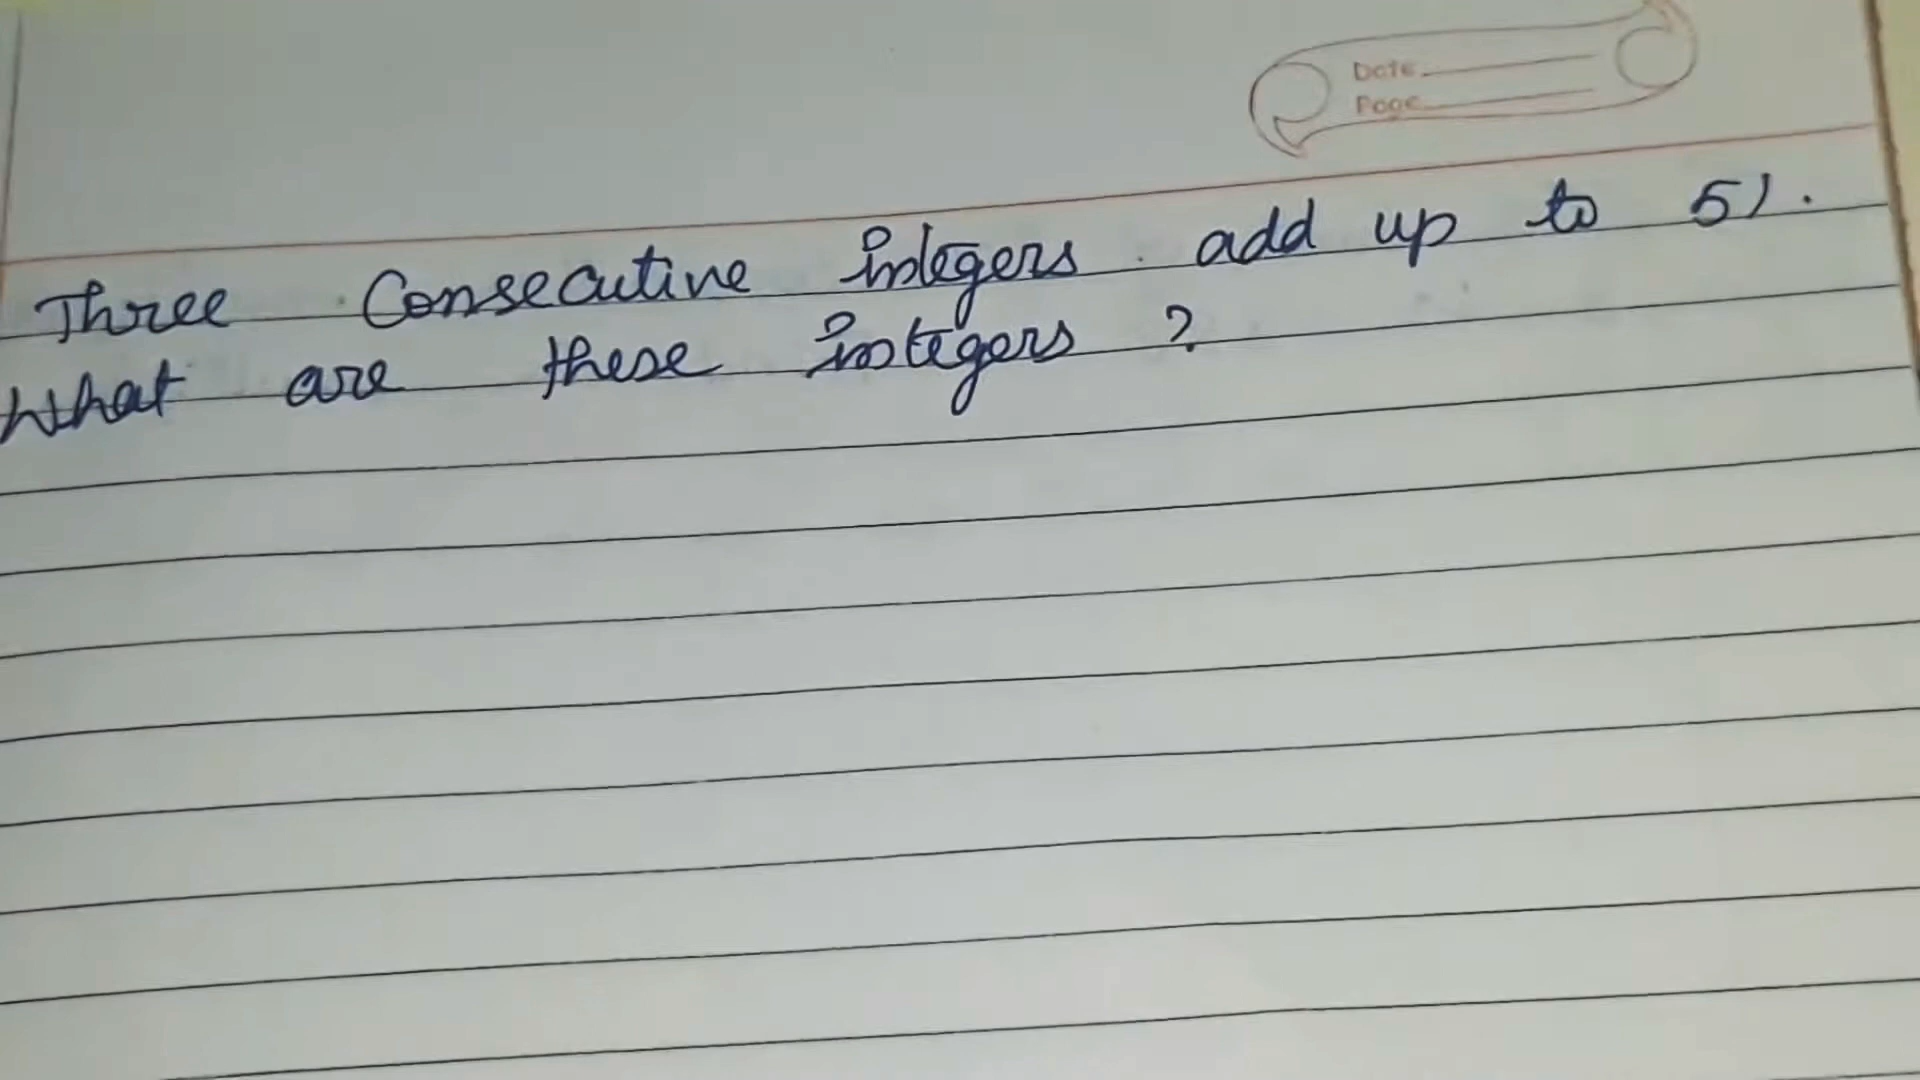 Date
Page
Three Consecutive integers add up to 51.
What are these integers ?